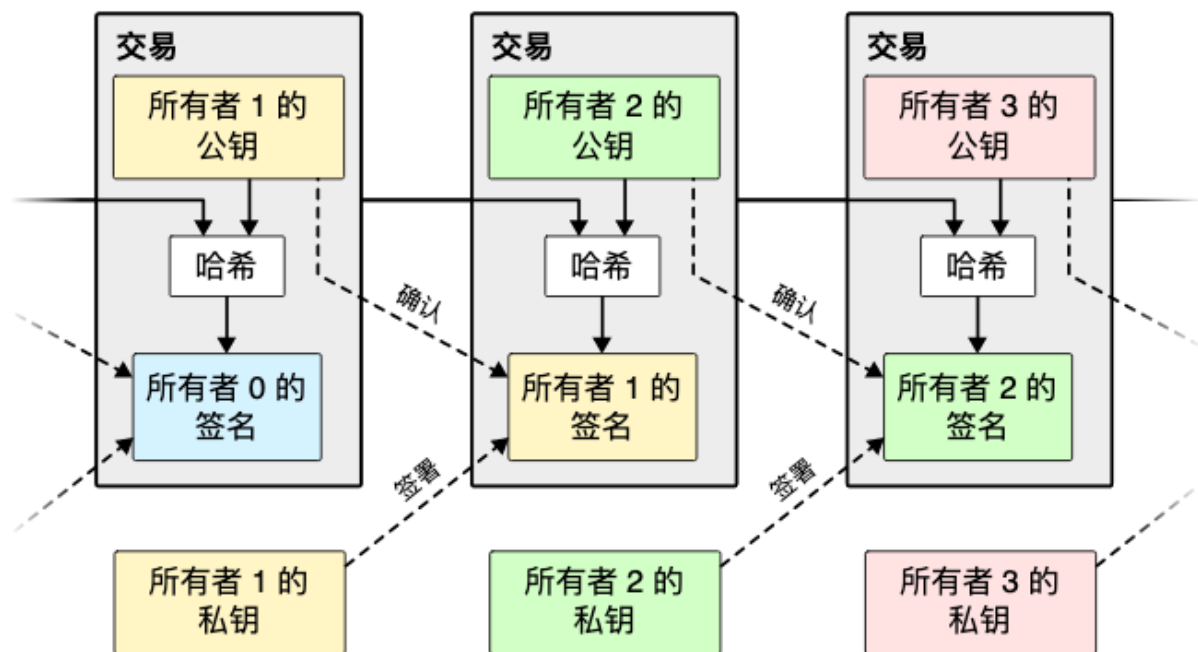 交易
所有者 1 的
公钥
哈希
所有者 0 的
签名
交易
所有者 2 的
公钥
哈希
所有者 1 的
签名
交易
所有者 3 的
公钥
哈希
所有者 2 的
签名
确认
确认
签署
签署
所有者 1 的
私钥
所有者 2 的
私钥
所有者 3 的
私钥